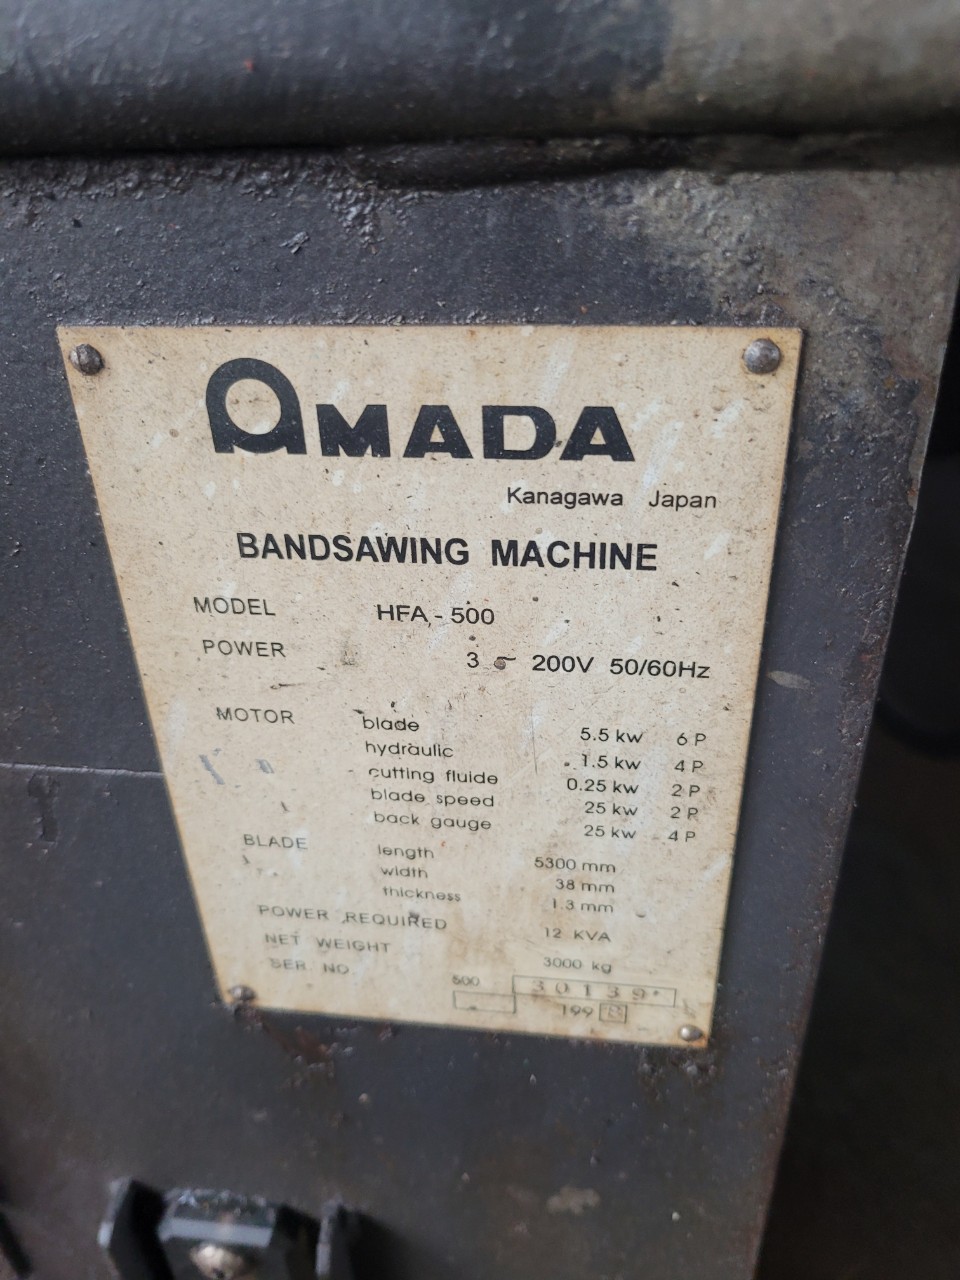 AMADA
Kanagawa Japan
BANDSAWING MACHINE
MODEL HFA - 500
POWER 3 ~ 200V 50/60Hz
MOTOR blade 5.5 kw 6 P
hydraulic 1.5 kw 4 P
cutting fluide 0.25 kw 2 P
blade speed 25 kw 2 P
back gauge 25 kw 4 P
BLADE length 5300 mm
width 38 mm
thickness 1.3 mm
POWER REQUIRED 12 KVA
NET WEIGHT 3000 kg
SER NO 500 30139
199